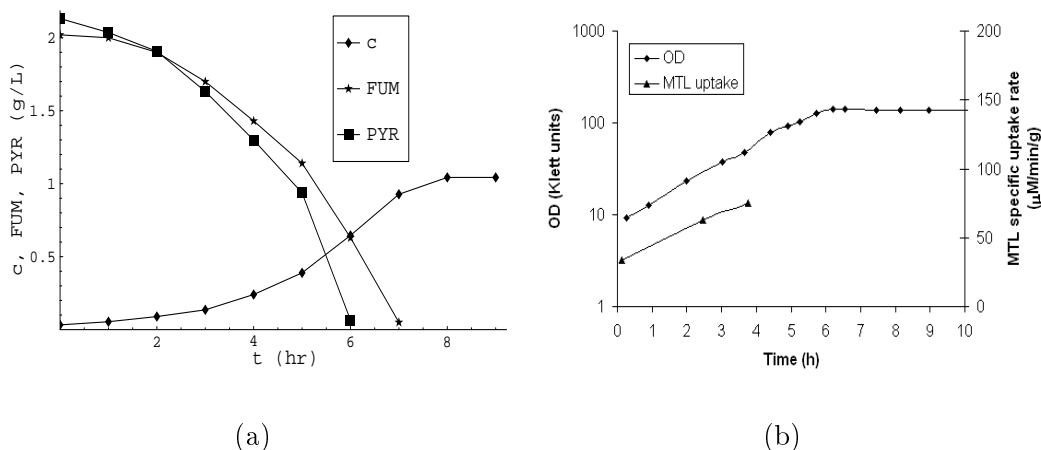 c
FUM
PYR
c, FUM, PYR (g/L)
2
1.5
1
0.5
2 4 6 8
t (hr)
(a)
OD
MTL uptake
OD (Klett units)
1000
100
10
1
0 1 2 3 4 5 6 7 8 9 10
Time (h)
200
150
100
50
0
MTL specific uptake rate
(µM/min/g)
(b)